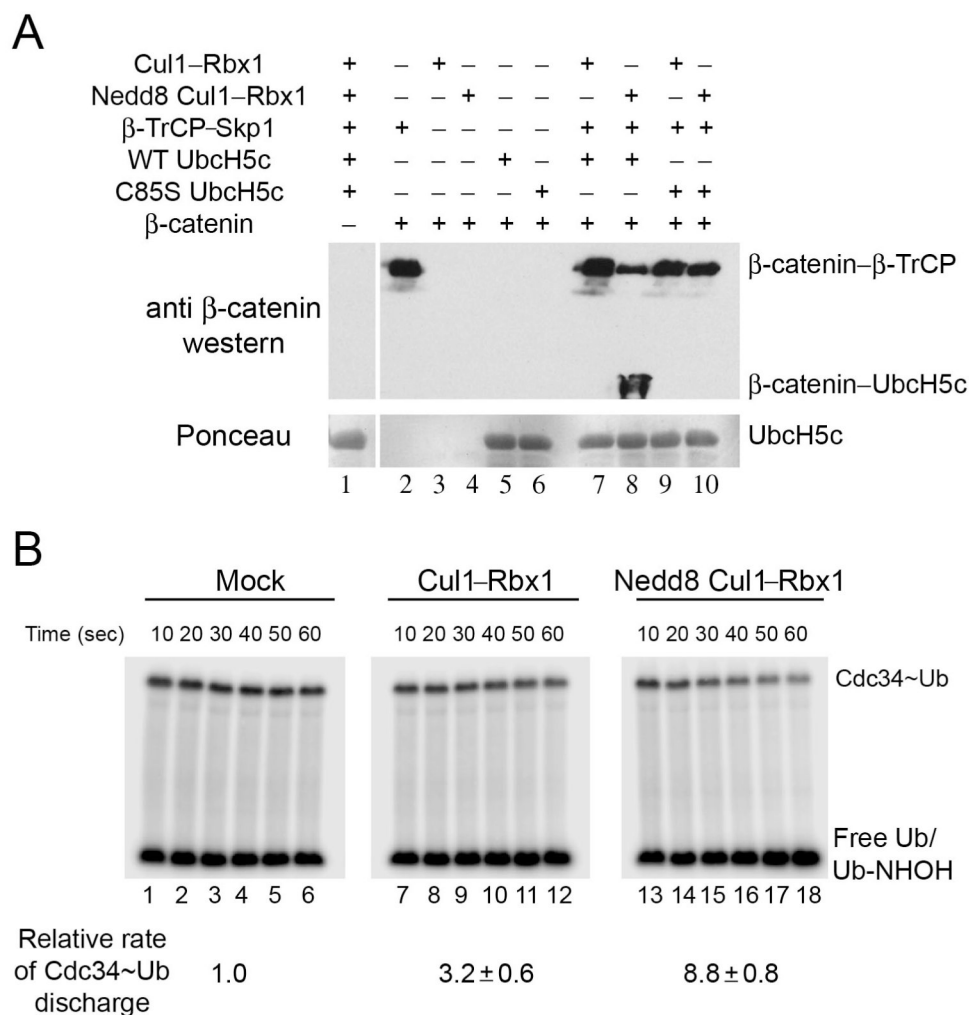 A
Cul1–Rbx1 + – + – – – + – + –
Nedd8 Cul1–Rbx1 + – – + – – – + – +
β-TrCP–Skp1 + + – – – – + + + +
WT UbcH5c + – – – + – + + – –
C85S UbcH5c + – – – – + – – + +
β-catenin – + + + + + + + + +
anti β-catenin
western
β-catenin–β-TrCP
β-catenin–UbcH5c
Ponceau UbcH5c
1 2 3 4 5 6 7 8 9 10
B
Mock Cul1–Rbx1 Nedd8 Cul1–Rbx1
Time (sec) 10 20 30 40 50 60 10 20 30 40 50 60 10 20 30 40 50 60
Cdc34~Ub
Free Ub/
Ub-NHOH
1 2 3 4 5 6 7 8 9 10 11 12 13 14 15 16 17 18
Relative rate
of Cdc34~Ub 1.0 3.2 ± 0.6 8.8 ± 0.8
discharge